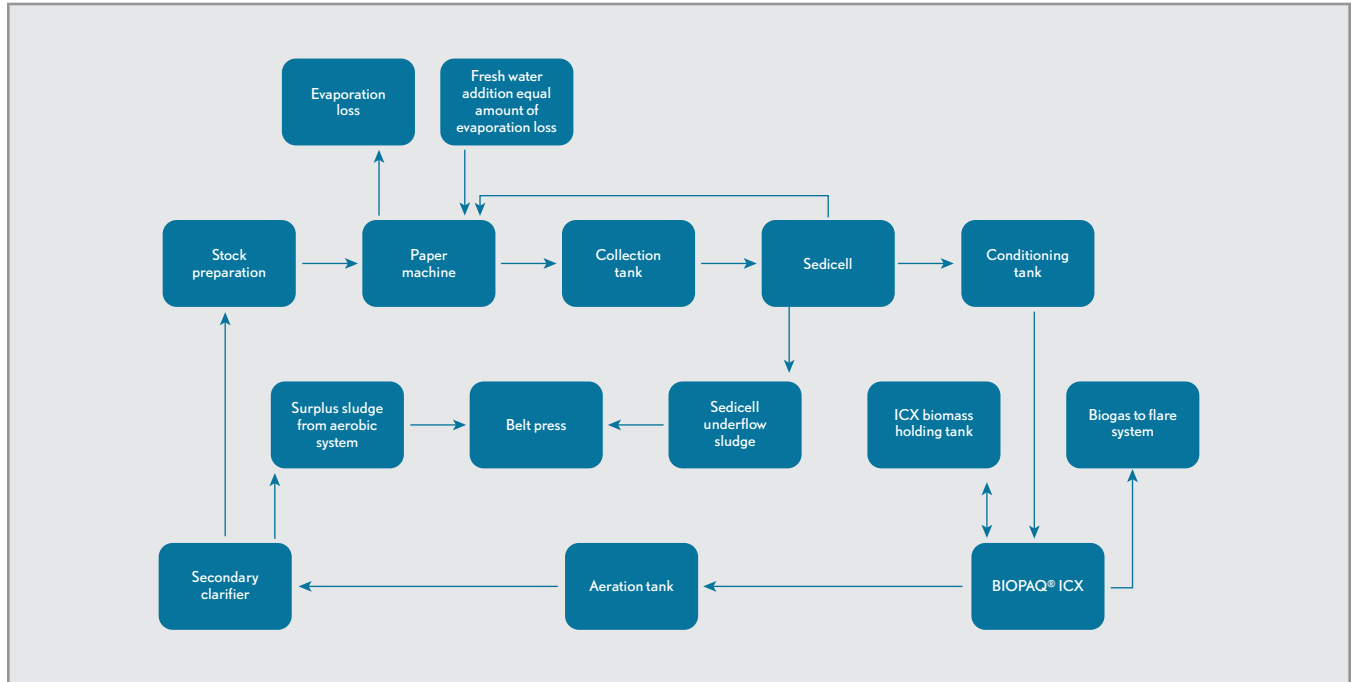 Evaporation
loss
Fresh water
addition equal
amount of
evaporation loss
Stock
preparation
Paper
machine
Collection
tank
Sedicell
Conditioning
tank
Surplus sludge
from aerobic
system
Belt press
Sedicell
underflow
sludge
ICX biomass
holding tank
Biogas to flare
system
Secondary
clarifier
Aeration tank
BIOPAQ® ICX